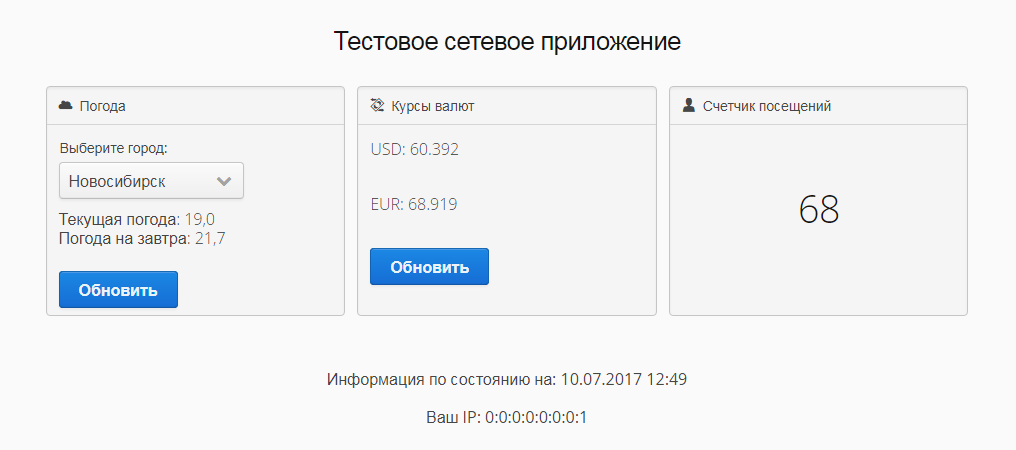 Тестовое сетевое приложение
Погода
Выберите город:
Новосибирск
Текущая погода: 19,0
Погода на завтра: 21,7
Обновить
Курсы валют
USD: 60.392
EUR: 68.919
Обновить
Счетчик посещений
68
Информация по состоянию на: 10.07.2017 12:49
Ваш IP: 0:0:0:0:0:0:0:1